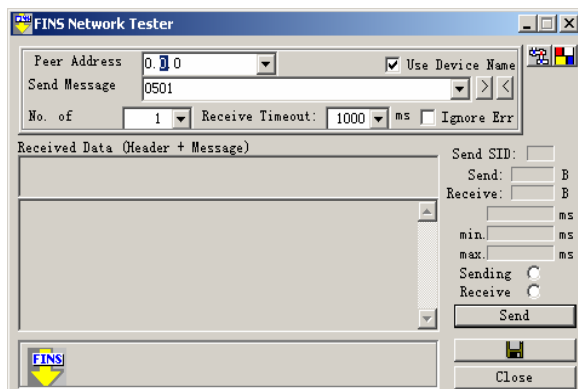 FINS Network Tester
Peer Address 0.0.0 Use Device Name
Send Message 0501 > <
No. of 1 Receive Timeout: 1000 ms Ignore Err
Received Data (Header + Message)
Send SID:
Send: B
Receive: B
ms
min. ms
max. ms
Sending
Receive
Send
FINS
Close